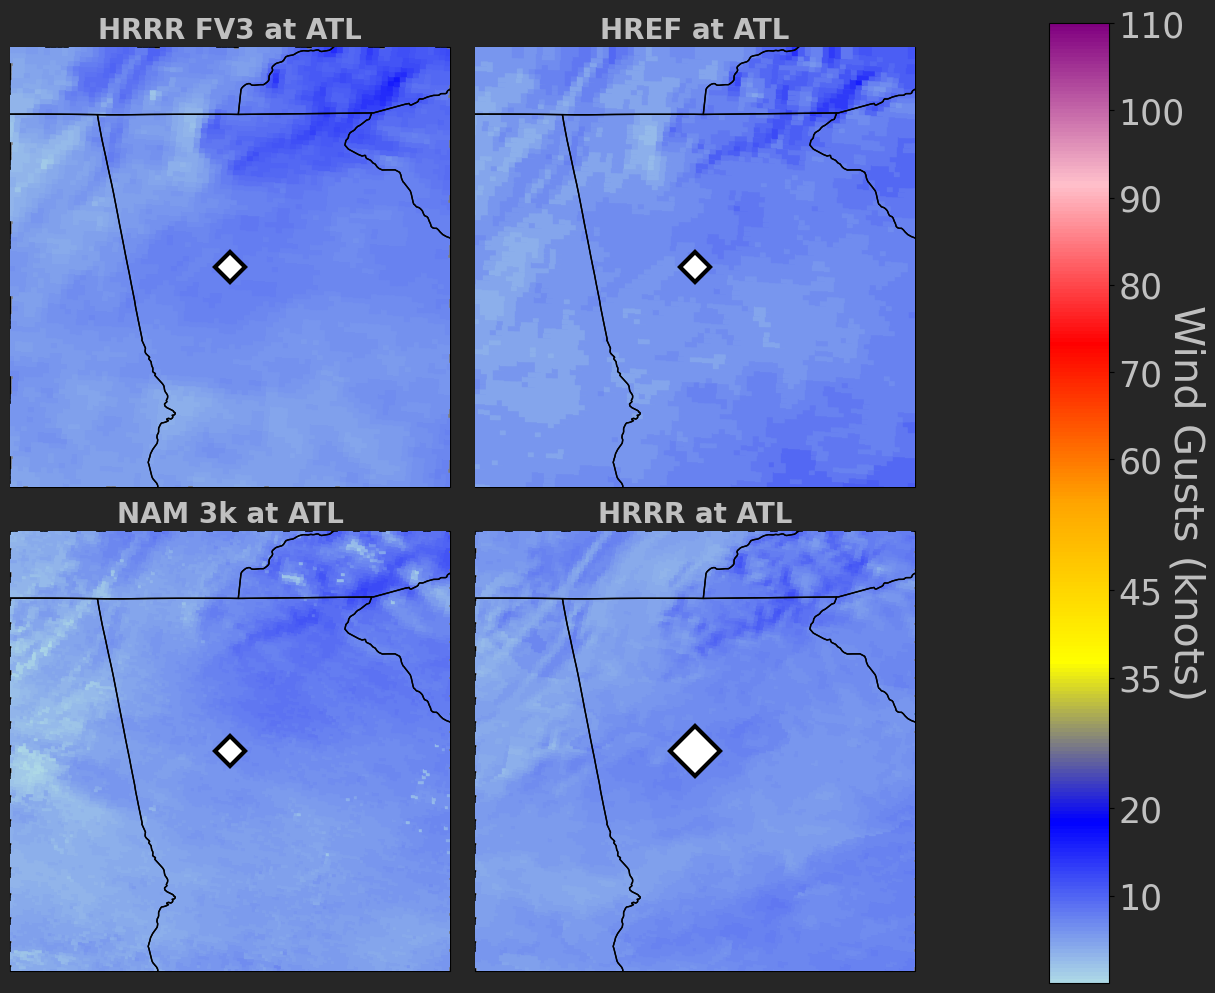 HRRR FV3 at ATL
HREF at ATL
NAM 3k at ATL
HRRR at ATL
110
100
90
80
70
60
45
35
20
10
Wind Gusts (knots)